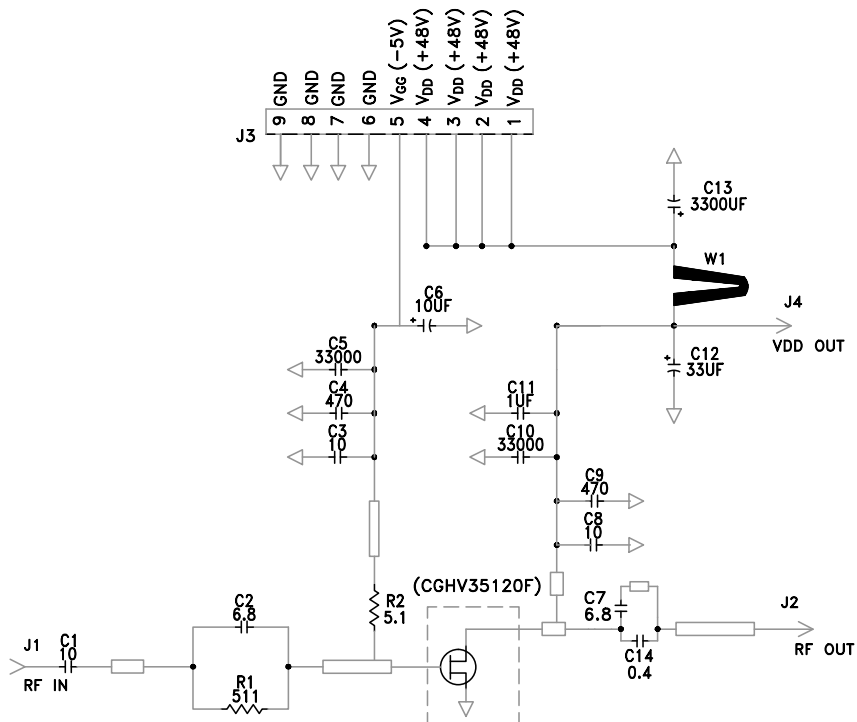 GND
GND
GND
GND
VGG (-5V)
VDD (+48V)
VDD (+48V)
VDD (+48V)
VDD (+48V)
9
8
7
6
5
4
3
2
1
J3
C13
3300UF
+
W1
C6
10UF
+
J4
VDD OUT
C5
33000
C12
33UF
+
C4
470
C11
1UF
C3
10
C10
33000
C9
470
C8
10
(CGHV35120F)
R2
5.1
C7
6.8
J2
RF OUT
C2
6.8
C14
0.4
J1
RF IN
C1
10
R1
511